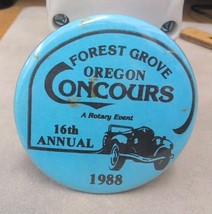 FOREST GROVE
OREGON
CONCOURS
A Rotary Event
16th
ANNUAL
1988